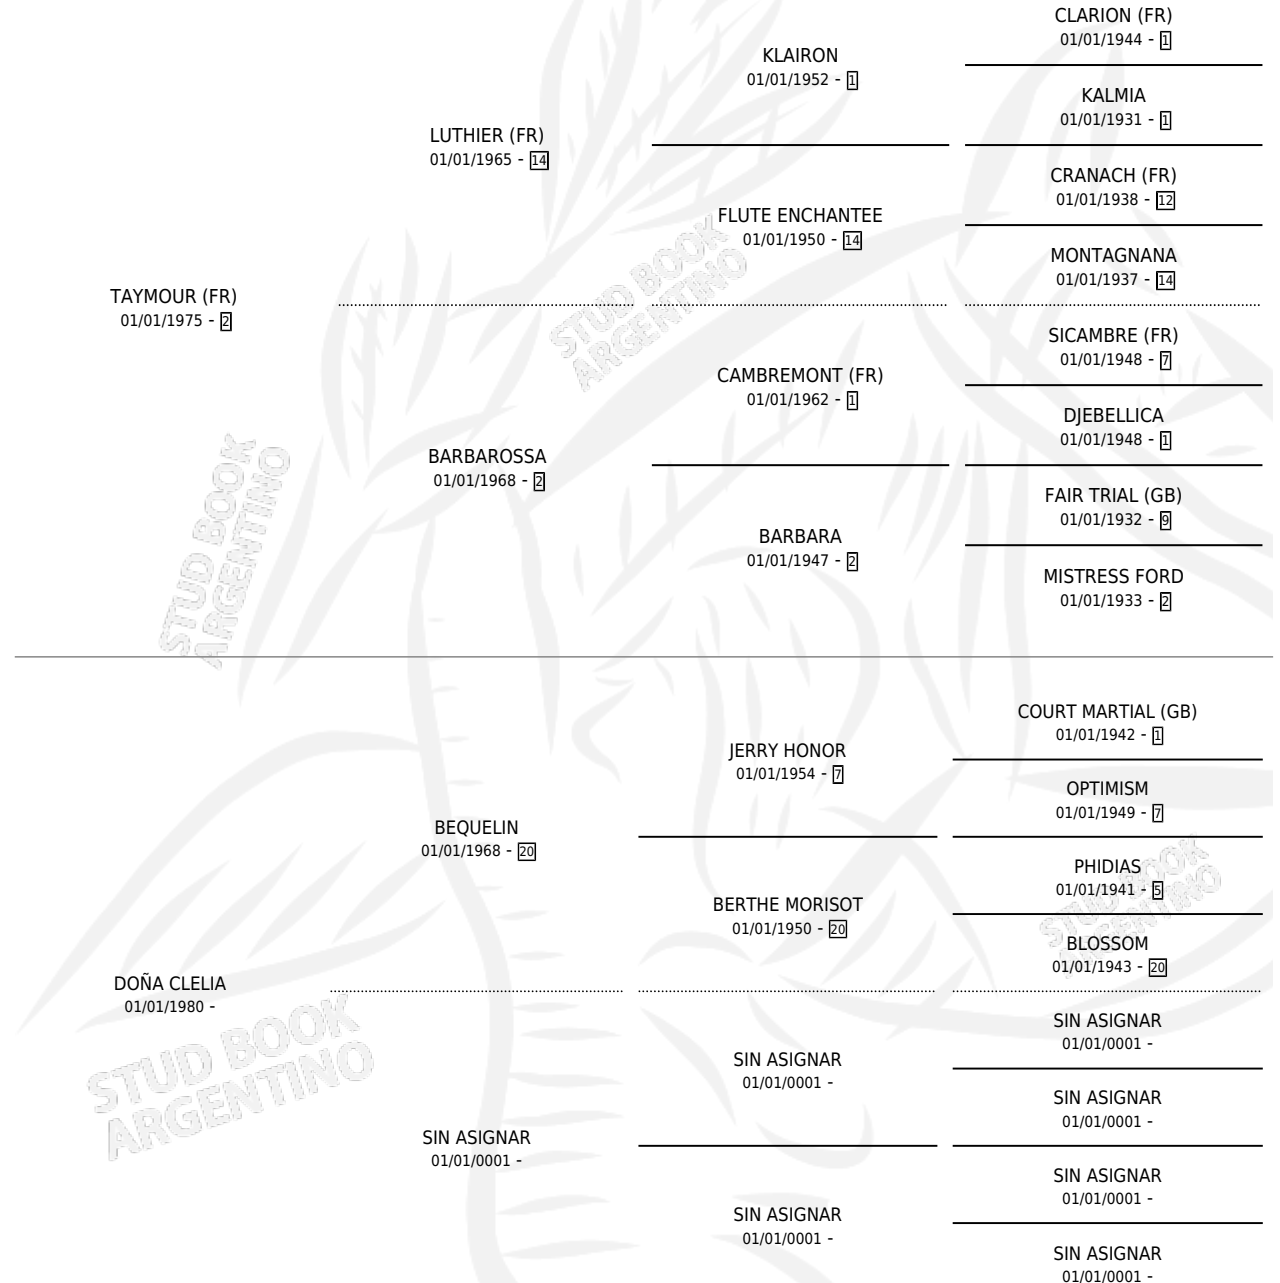 CLARION (FR)
01/01/1944 - 1
KLAIRON
01/01/1952 - 1
KALMIA
01/01/1931 - 1
LUTHIER (FR)
01/01/1965 - 14
CRANACH (FR)
01/01/1938 - 12
FLUTE ENCHANTEE
01/01/1950 - 14
MONTAGNANA
01/01/1937 - 14
TAYMOUR (FR)
01/01/1975 - 2
SICAMBRE (FR)
01/01/1948 - 7
CAMBREMONT (FR)
01/01/1962 - 1
DJEBELLICA
01/01/1948 - 1
BARBAROSSA
01/01/1968 - 2
FAIR TRIAL (GB)
01/01/1932 - 9
BARBARA
01/01/1947 - 2
MISTRESS FORD
01/01/1933 - 2
STUD BOOK
ARGENTINO
STUD BOOK
ARGENTINO
COURT MARTIAL (GB)
01/01/1942 - 1
JERRY HONOR
01/01/1954 - 7
OPTIMISM
01/01/1949 - 7
BEQUELIN
01/01/1968 - 20
PHIDIAS
01/01/1941 - 5
BERTHE MORISOT
01/01/1950 - 20
BLOSSOM
01/01/1943 - 20
DOÑA CLELIA
01/01/1980 -
SIN ASIGNAR
01/01/0001 -
SIN ASIGNAR
01/01/0001 -
SIN ASIGNAR
01/01/0001 -
SIN ASIGNAR
01/01/0001 -
SIN ASIGNAR
01/01/0001 -
SIN ASIGNAR
01/01/0001 -
SIN ASIGNAR
01/01/0001 -
STUD BOOK
ARGENTINO
STUD BOOK
ARGENTINO